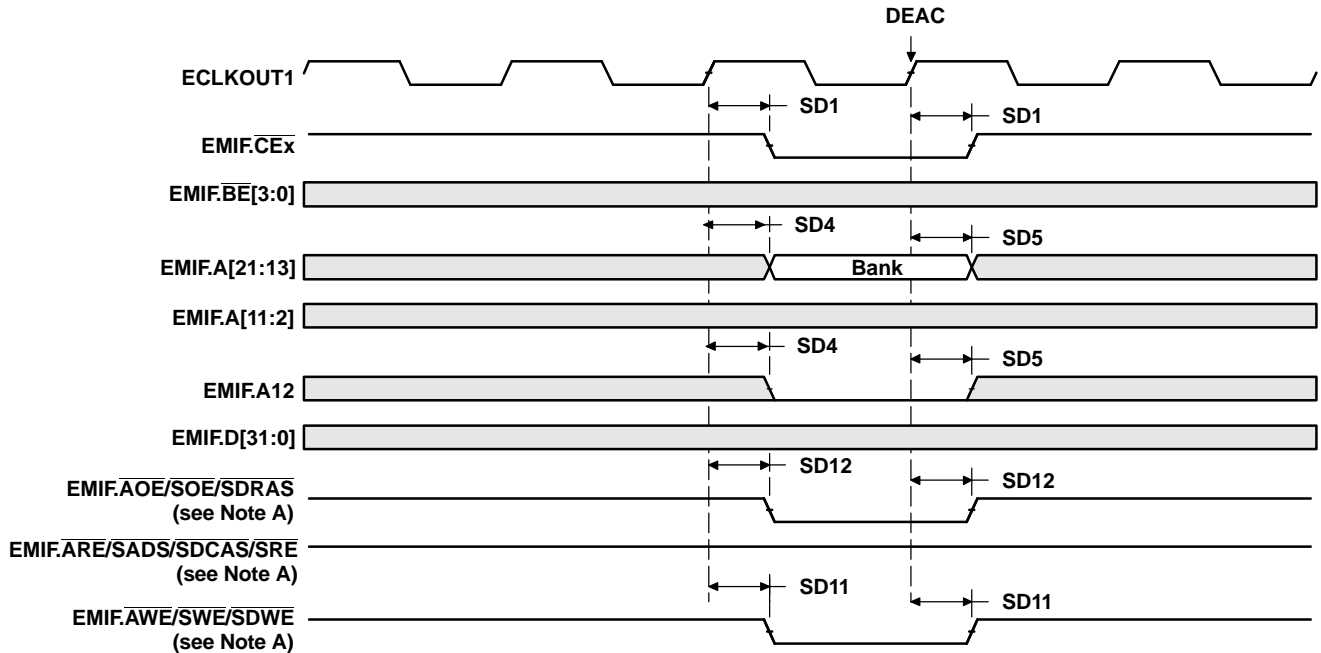 DEAC
ECLKOUT1
SD1
SD1
EMIF.CEx
EMIF.BE[3:0]
SD4
SD5
EMIF.A[21:13]
Bank
EMIF.A[11:2]
SD4
SD5
EMIF.A12
EMIF.D[31:0]
SD12
SD12
EMIF.AOE/SOE/SDRAS
(see Note A)
EMIF.ARE/SADS/SDCAS/SRE
(see Note A)
SD11
SD11
EMIF.AWE/SWE/SDWE
(see Note A)